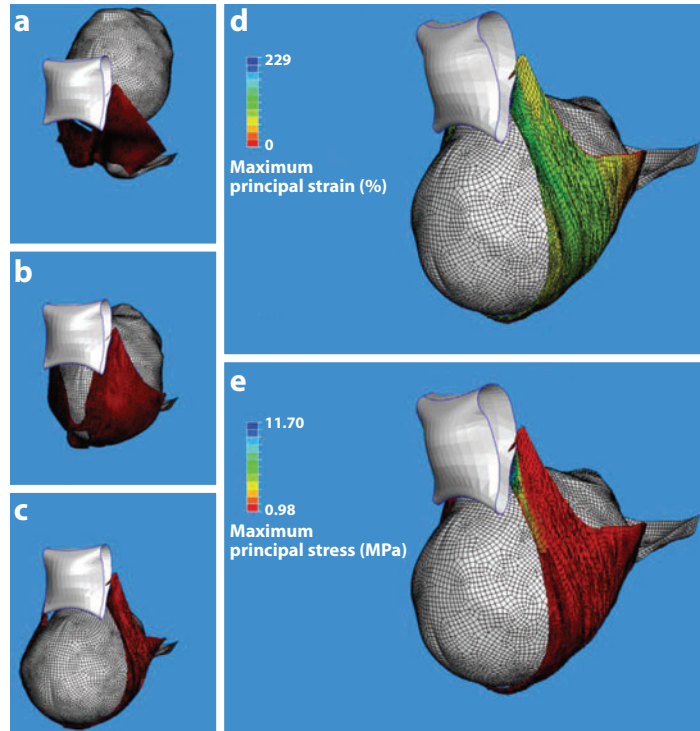 a
b
c
d
229
0
Maximum
principal strain (%)
e
11.70
0.98
Maximum
principal stress (MPa)